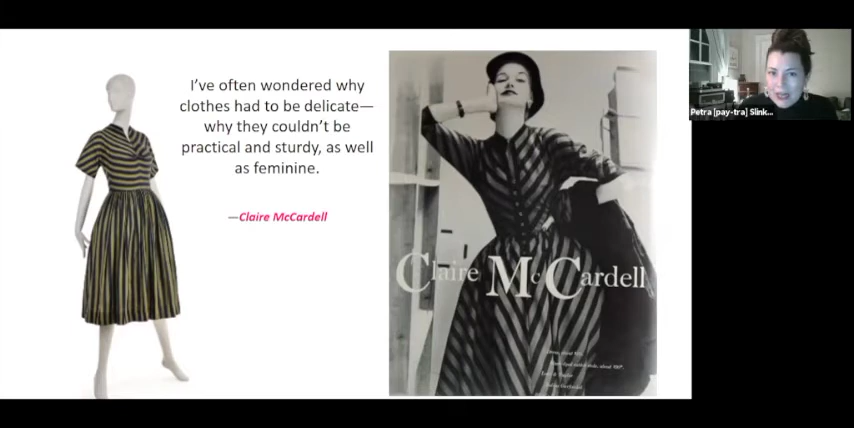 I've often wondered why
clothes had to be delicate—
why they couldn't be
practical and sturdy, as well
as feminine.
—Claire McCardell
Claire McCardell
Petra [pay-tra] Slink...